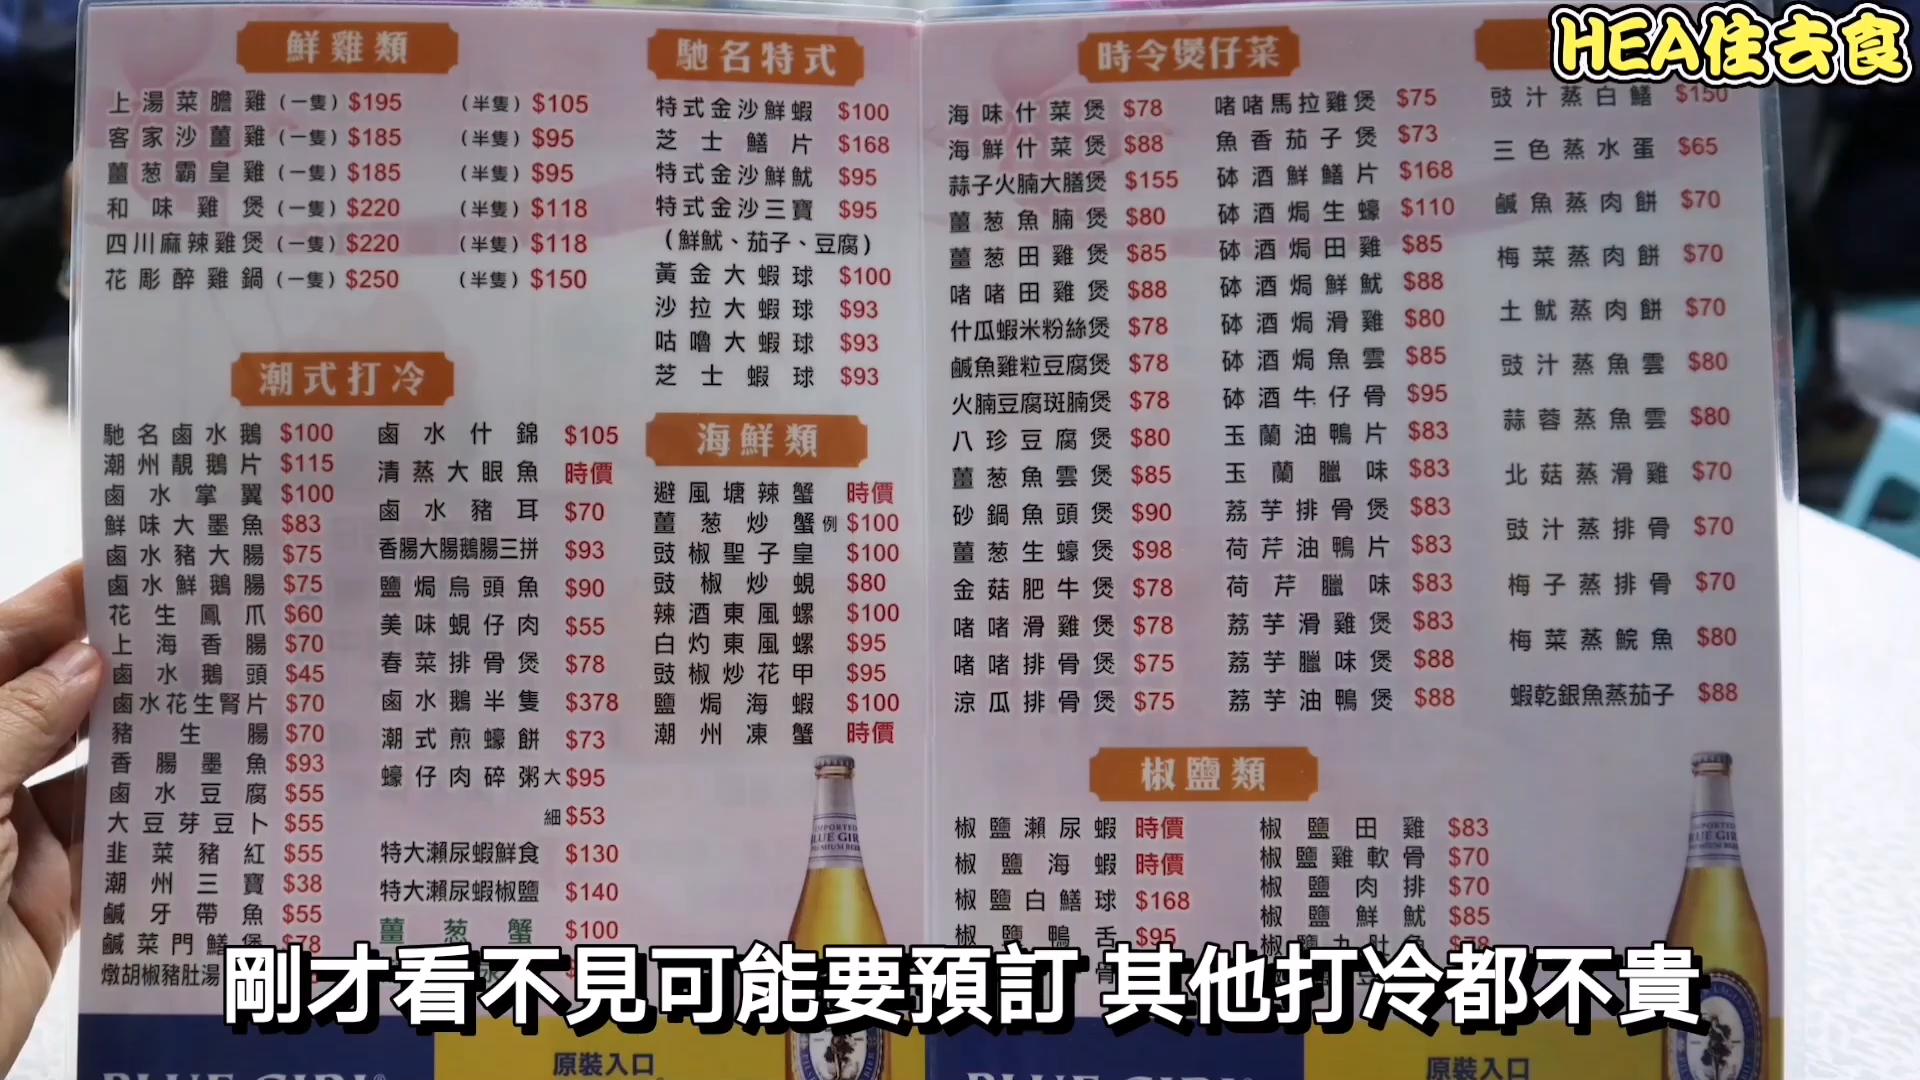 HEA住去食
鮮雞類
上湯菜膽雞(一隻) $195 (半隻) $105
客家沙薑雞(一隻) $185 (半隻) $95
薑葱霸皇雞(一隻) $185 (半隻) $95
和味雞煲(一隻) $220 (半隻) $118
四川麻辣雞煲(一隻) $220 (半隻) $118
花彫醉雞鍋(一隻) $250 (半隻) $150
潮式打冷
馳名鹵水鵝 $100
潮州靚鵝片 $115
鹵水掌翼 $100
鮮味大墨魚 $83
鹵水豬大腸 $75
鹵水鮮鵝腸 $75
花生鳳爪 $60
上海香腸 $70
鹵水鵝頭 $45
鹵水花生腎片 $70
豬生腸 $70
香腸墨魚 $93
鹵水豆腐 $55
大豆芽豆卜 $55
韭菜豬紅 $55
潮州三寶 $38
鹹牙帶魚 $55
鹹菜門鱔煲 $78
燉胡椒豬肚湯
鹵水什錦 $105
清蒸大眼魚 時價
鹵水豬耳 $70
香腸大腸鵝腸三拼 $93
鹽焗烏頭魚 $90
美味蜆仔肉 $55
春菜排骨煲 $78
鹵水鵝半隻 $378
潮式煎蠔餅 $73
蠔仔肉碎粥 大 $95
細 $53
特大瀨尿蝦鮮食 $130
特大瀨尿蝦椒鹽 $140
薑葱蟹 $100
馳名特式
特式金沙鮮蝦 $100
芝士鱔片 $168
特式金沙鮮魷 $95
特式金沙三寶 $95
(鮮魷、茄子、豆腐)
黃金大蝦球 $100
沙拉大蝦球 $93
咕嚕大蝦球 $93
芝士蝦球 $93
海鮮類
避風塘辣蟹 時價
薑葱炒蟹 例 $100
豉椒聖子皇 $100
豉椒炒蜆 $80
辣酒東風螺 $100
白灼東風螺 $95
豉椒炒花甲 $95
鹽焗海蝦 $100
潮州凍蟹 時價
時令煲仔菜
海味什菜煲 $78
海鮮什菜煲 $88
蒜子火腩大膳煲 $155
薑葱魚腩煲 $80
薑葱田雞煲 $85
啫啫田雞煲 $88
什瓜蝦米粉絲煲 $78
鹹魚雞粒豆腐煲 $78
火腩豆腐斑腩煲 $78
八珍豆腐煲 $80
薑葱魚雲煲 $85
砂鍋魚頭煲 $90
薑葱生蠔煲 $98
金菇肥牛煲 $78
啫啫滑雞煲 $78
啫啫排骨煲 $75
涼瓜排骨煲 $75
啫啫馬拉雞煲 $75
魚香茄子煲 $73
砵酒鮮鱔片 $168
砵酒焗生蠔 $110
砵酒焗田雞 $85
砵酒焗鮮魷 $88
砵酒焗滑雞 $80
砵酒焗魚雲 $85
砵酒牛仔骨 $95
玉蘭油鴨片 $83
玉蘭臘味 $83
荔芋排骨煲 $83
荷芹油鴨片 $83
荷芹臘味 $83
荔芋滑雞煲 $83
荔芋臘味煲 $88
荔芋油鴨煲 $88
豉汁蒸白鱔 $150
三色蒸水蛋 $65
鹹魚蒸肉餅 $70
梅菜蒸肉餅 $70
土魷蒸肉餅 $70
豉汁蒸魚雲 $80
蒜蓉蒸魚雲 $80
北菇蒸滑雞 $70
豉汁蒸排骨 $70
梅子蒸排骨 $70
梅菜蒸鯇魚 $80
蝦乾銀魚蒸茄子 $88
椒鹽類
椒鹽瀨尿蝦 時價
椒鹽海蝦 時價
椒鹽白鱔球 $168
椒鹽鴨舌 $95
椒鹽田雞 $83
椒鹽雞軟骨 $70
椒鹽肉排 $70
椒鹽鮮魷 $85
椒鹽九肚魚 $78
剛才看不見可能要預訂 其他打冷都不貴
BLUE GIRL
原裝入口
BLUE GIRL
原裝入口